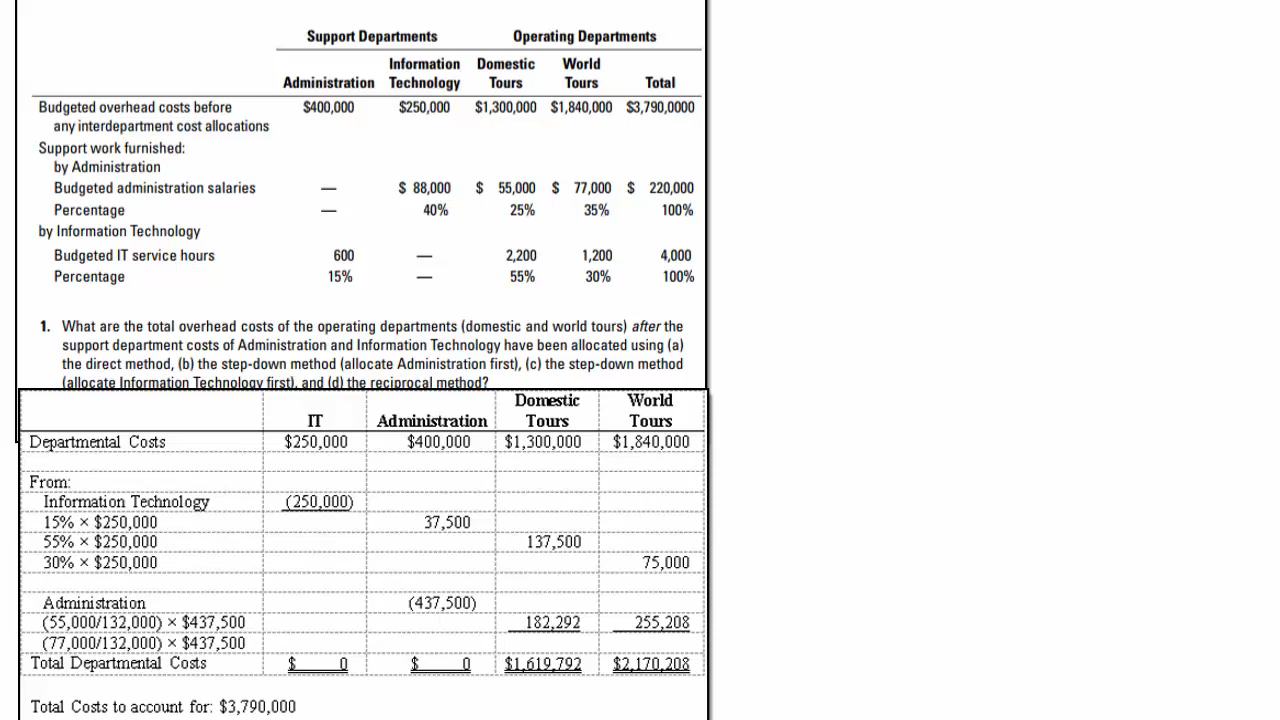 Support Departments Operating Departments
Information Domestic World
Administration Technology Tours Tours Total
Budgeted overhead costs before $400,000 $250,000 $1,300,000 $1,840,000 $3,790,0000
any interdepartment cost allocations
Support work furnished:
by Administration
Budgeted administration salaries — $ 88,000 $ 55,000 $ 77,000 $ 220,000
Percentage — 40% 25% 35% 100%
by Information Technology
Budgeted IT service hours 600 — 2,200 1,200 4,000
Percentage 15% — 55% 30% 100%
1. What are the total overhead costs of the operating departments (domestic and world tours) after the
support department costs of Administration and Information Technology have been allocated using (a)
the direct method, (b) the step-down method (allocate Administration first), (c) the step-down method
(allocate Information Technology first), and (d) the reciprocal method?
Domestic World
IT Administration Tours Tours
Departmental Costs $250,000 $400,000 $1,300,000 $1,840,000
From:
Information Technology (250,000)
15% × $250,000 37,500
55% × $250,000 137,500
30% × $250,000 75,000
Administration (437,500)
(55,000/132,000) × $437,500 182,292 255,208
(77,000/132,000) × $437,500
Total Departmental Costs $ 0 $ 0 $1,619,792 $2,170,208
Total Costs to account for: $3,790,000